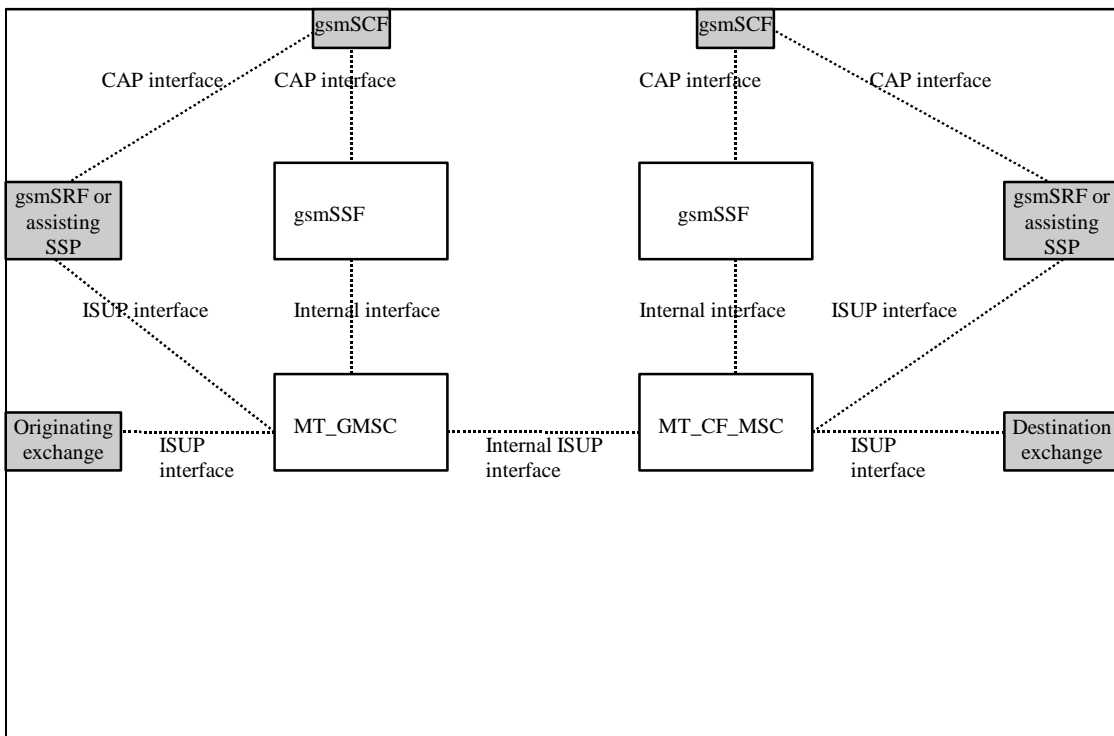 gsmSCF
gsmSCF
CAP interface
CAP interface
CAP interface
CAP interface
gsmSRF or
assisting
SSP
gsmSSF
gsmSSF
gsmSRF or
assisting
SSP
ISUP interface
Internal interface
Internal interface
ISUP interface
Originating
exchange
ISUP
interface
MT_GMSC
Internal ISUP
interface
MT_CF_MSC
ISUP
interface
Destination
exchange